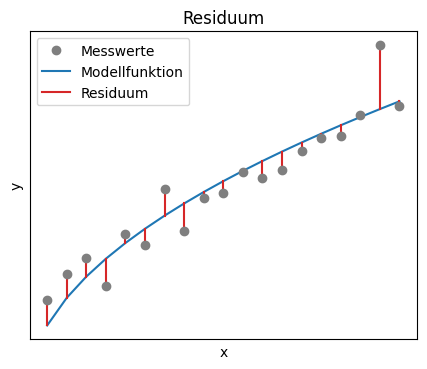 Residuum
Messwerte
Modellfunktion
Residuum
y
x